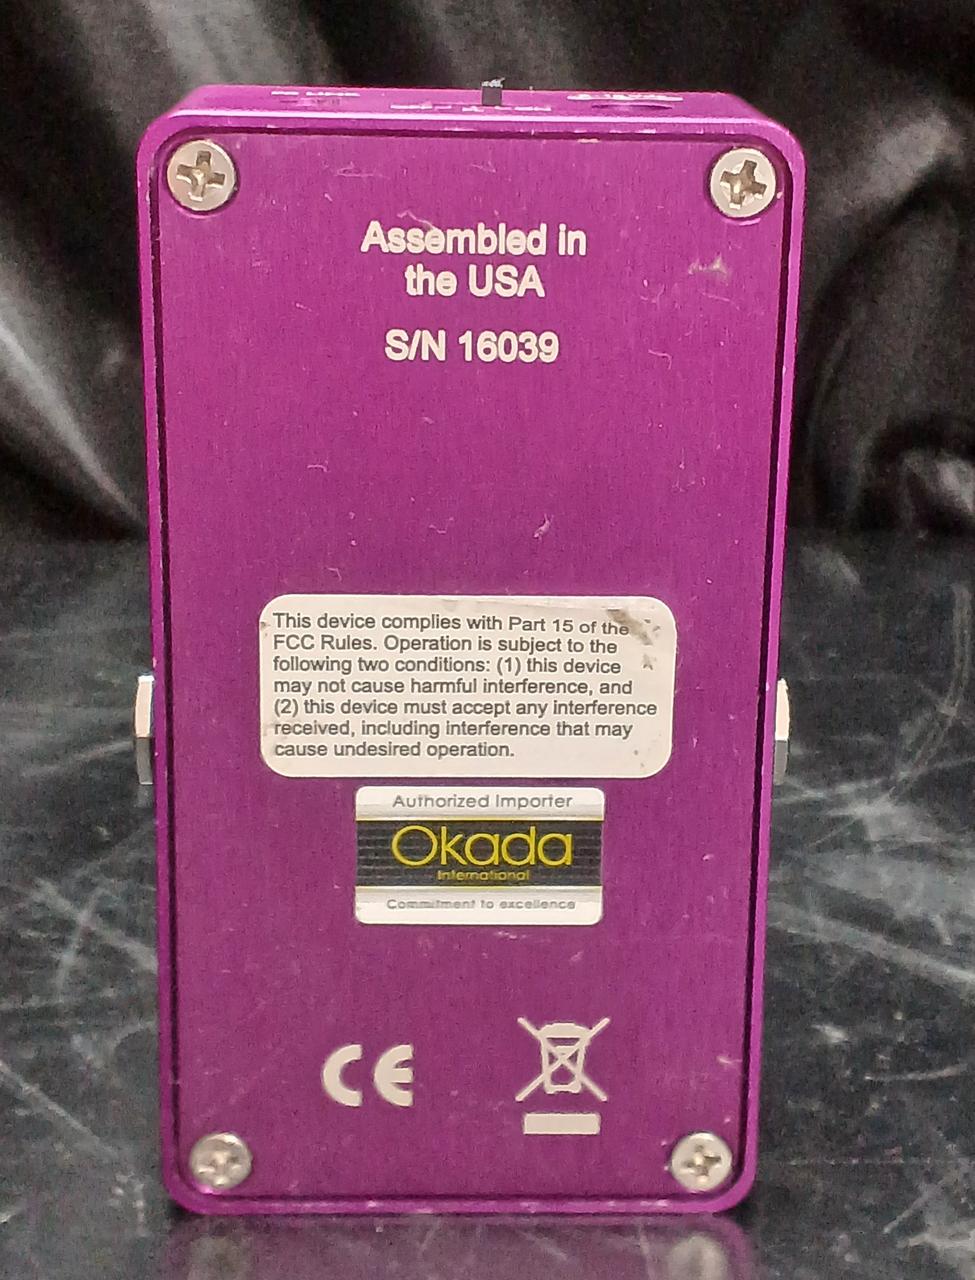 Assembled in
the USA
S/N 16039
This device complies with Part 15 of the
FCC Rules. Operation is subject to the
following two conditions: (1) this device
may not cause harmful interference, and
(2) this device must accept any interference
received, including interference that may
cause undesired operation.
Authorized Importer
Okada
International
Commitment to excellence
CE